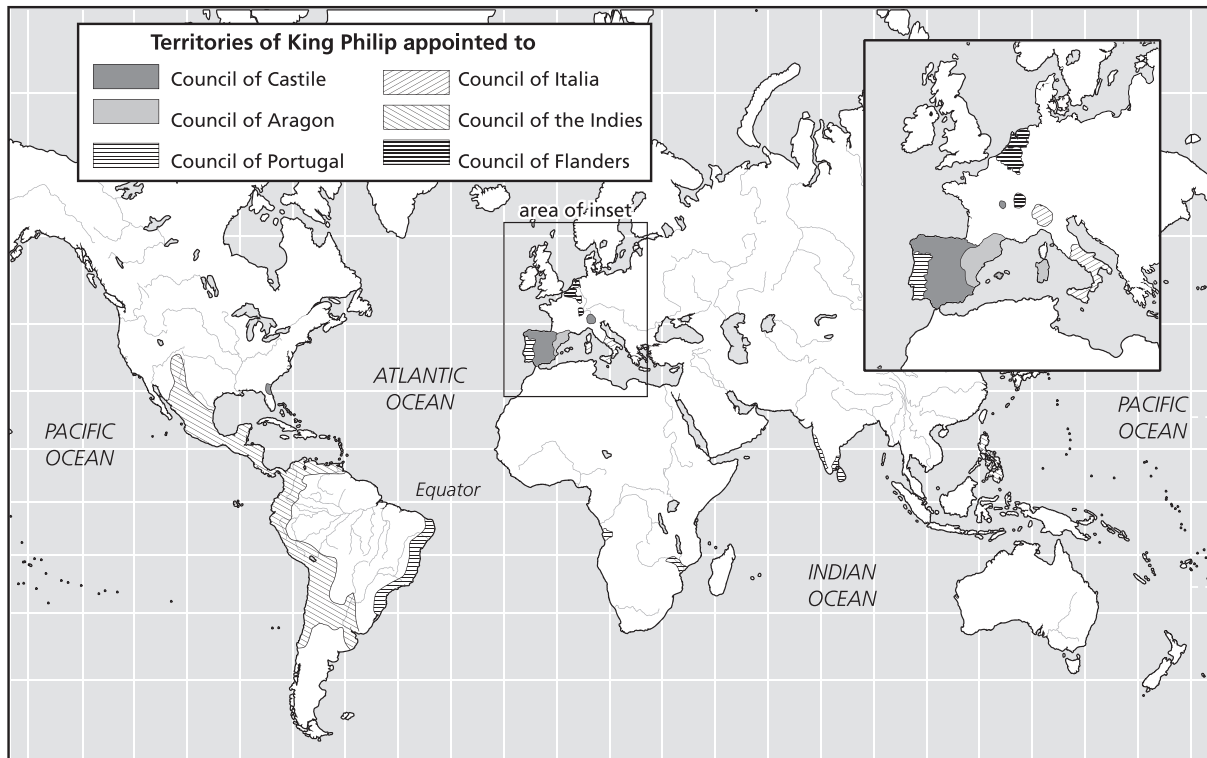 Territories of King Philip appointed to
Council of Castile
Council of Aragon
Council of Portugal
Council of Italia
Council of the Indies
Council of Flanders
area of inset
ATLANTIC
OCEAN
PACIFIC
OCEAN
PACIFIC
OCEAN
Equator
INDIAN
OCEAN